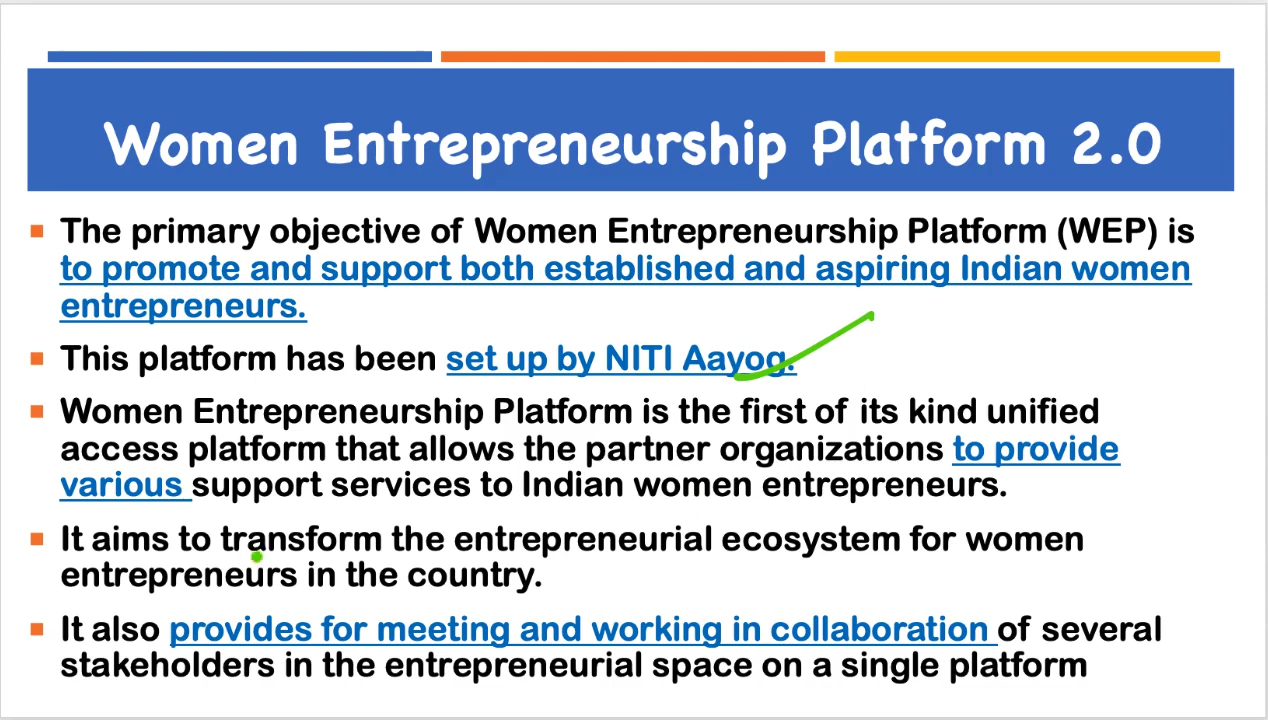 Women Entrepreneurship Platform 2.0
The primary objective of Women Entrepreneurship Platform (WEP) is
to promote and support both established and aspiring Indian women
entrepreneurs.
This platform has been set up by NITI Aayog.
Women Entrepreneurship Platform is the first of its kind unified
access platform that allows the partner organizations to provide
various support services to Indian women entrepreneurs.
It aims to transform the entrepreneurial ecosystem for women
entrepreneurs in the country.
It also provides for meeting and working in collaboration of several
stakeholders in the entrepreneurial space on a single platform